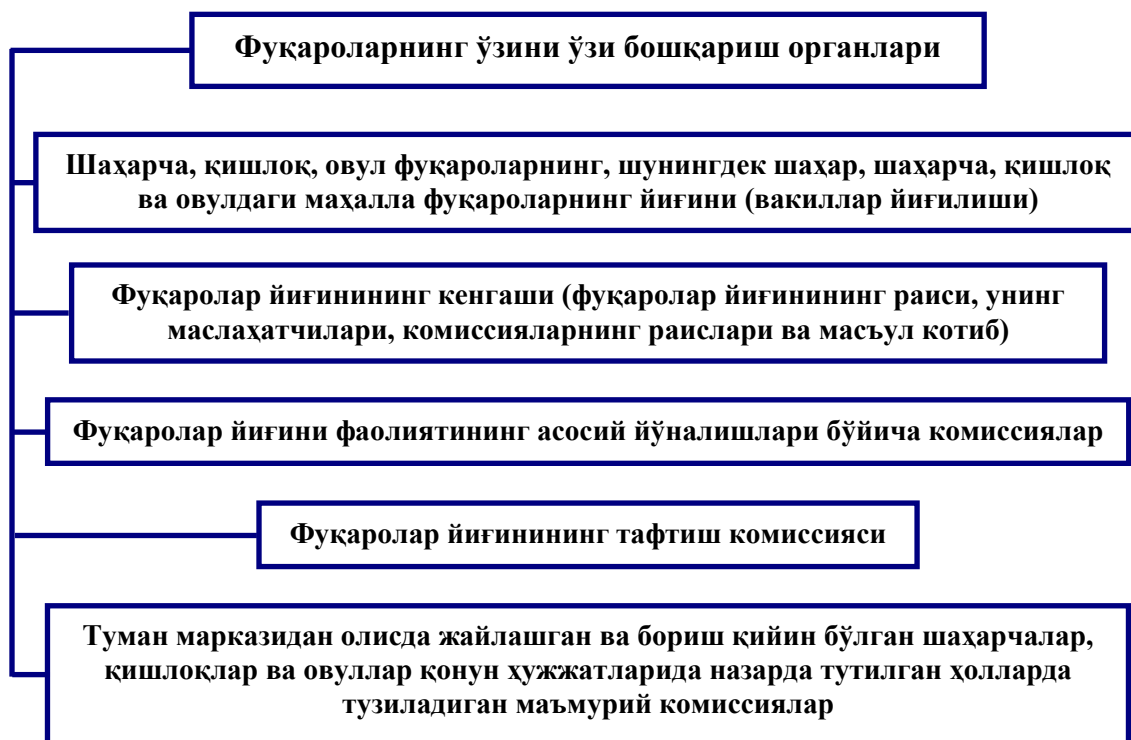 Фуқароларнинг ўзини ўзи бошқариш органлари
Шаҳарча, қишлоқ, овул фуқароларнинг, шунингдек шаҳар, шаҳарча, қишлоқ
ва овулдаги маҳалла фуқароларнинг йиғини (вакиллар йиғилиши)
Фуқаролар йиғинининг кенгаши (фуқаролар йиғинининг раиси, унинг
маслаҳатчилари, комиссияларнинг раислари ва масъул котиб)
Фуқаролар йиғини фаолиятининг асосий йўналишлари бўйича комиссиялар
Фуқаролар йиғинининг тафтиш комиссияси
Туман марказидан олисда жайлашган ва бориш қийин бўлган шаҳарчалар,
қишлоқлар ва овуллар қонун ҳужжатларида назарда тутилган ҳолларда
тузиладиган маъмурий комиссиялар